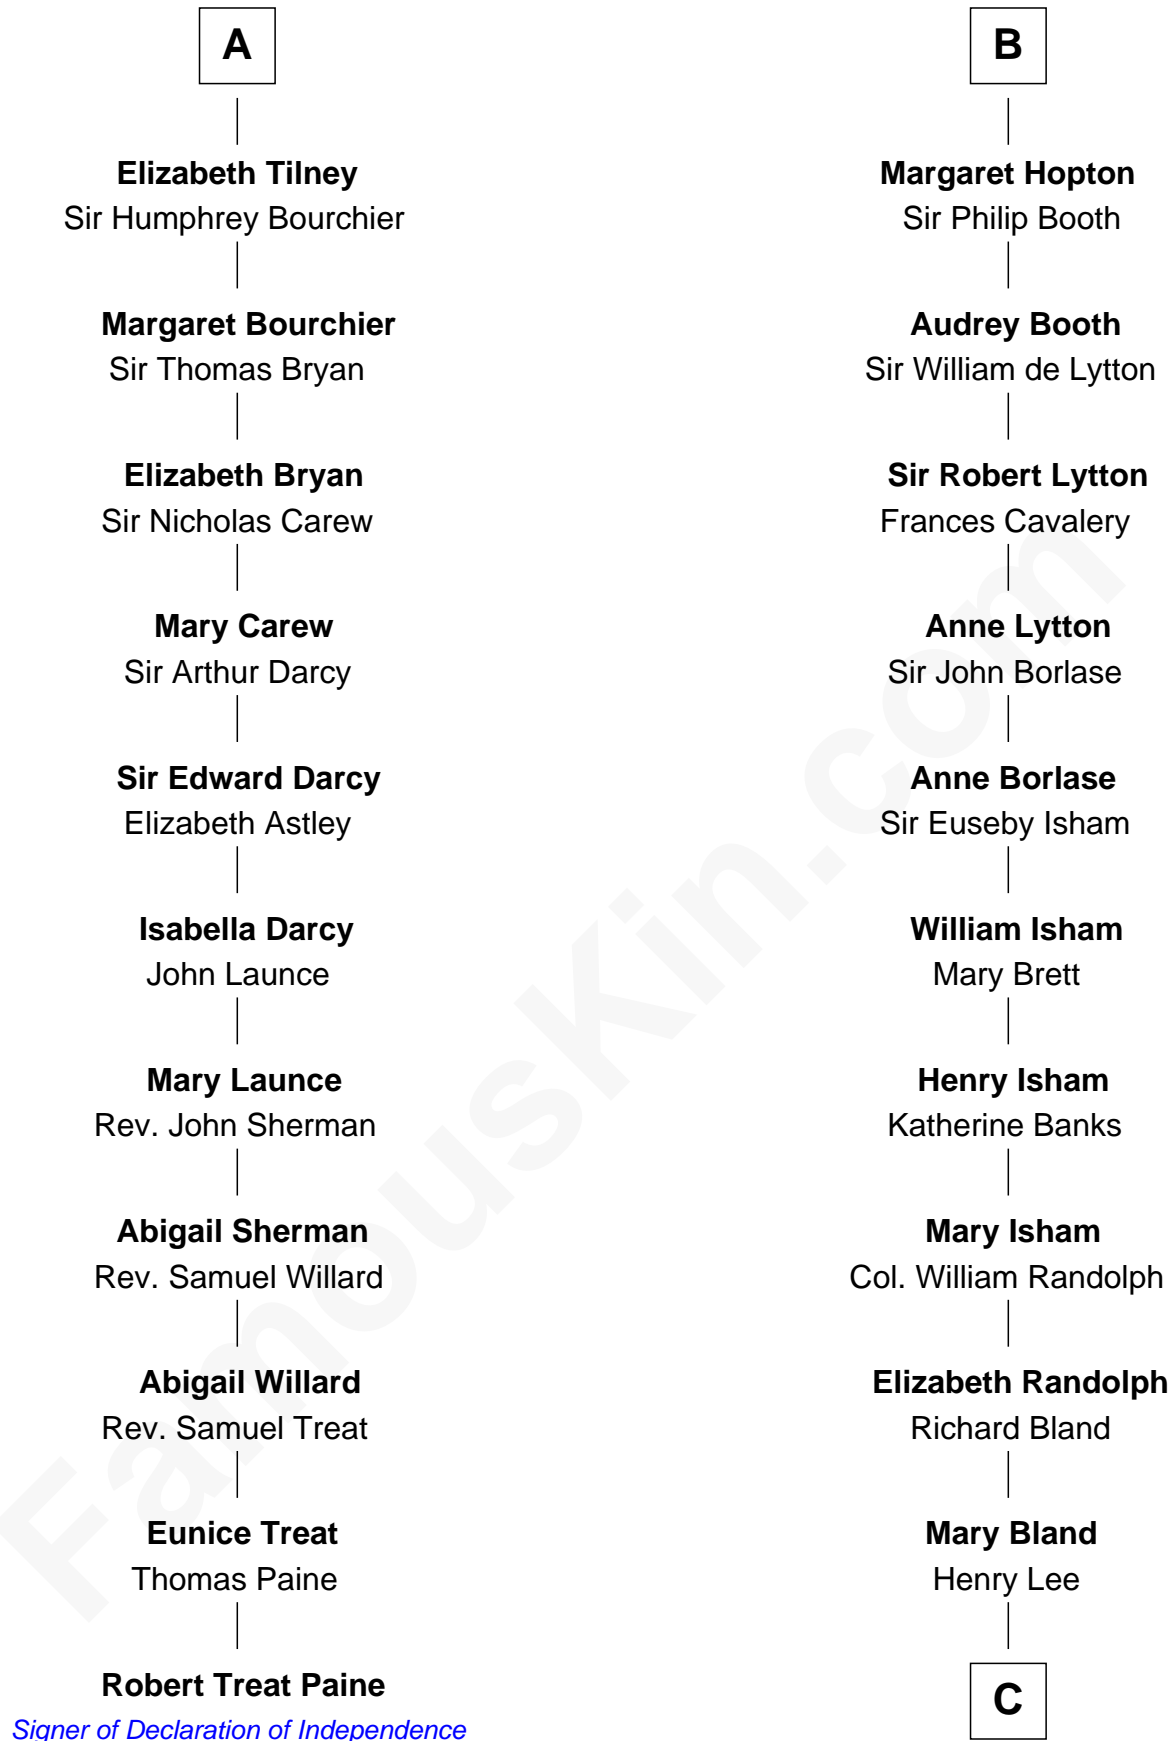 A
Elizabeth Tilney
Sir Humphrey Bourchier
Margaret Bourchier
Sir Thomas Bryan
Elizabeth Bryan
Sir Nicholas Carew
Mary Carew
Sir Arthur Darcy
Sir Edward Darcy
Elizabeth Astley
Isabella Darcy
John Launce
Mary Launce
Rev. John Sherman
Abigail Sherman
Rev. Samuel Willard
Abigail Willard
Rev. Samuel Treat
Eunice Treat
Thomas Paine
Robert Treat Paine
Signer of Declaration of Independence
B
Margaret Hopton
Sir Philip Booth
Audrey Booth
Sir William de Lytton
Sir Robert Lytton
Frances Cavalery
Anne Lytton
Sir John Borlase
Anne Borlase
Sir Euseby Isham
William Isham
Mary Brett
Henry Isham
Katherine Banks
Mary Isham
Col. William Randolph
Elizabeth Randolph
Richard Bland
Mary Bland
Henry Lee
C
FamousKin.com